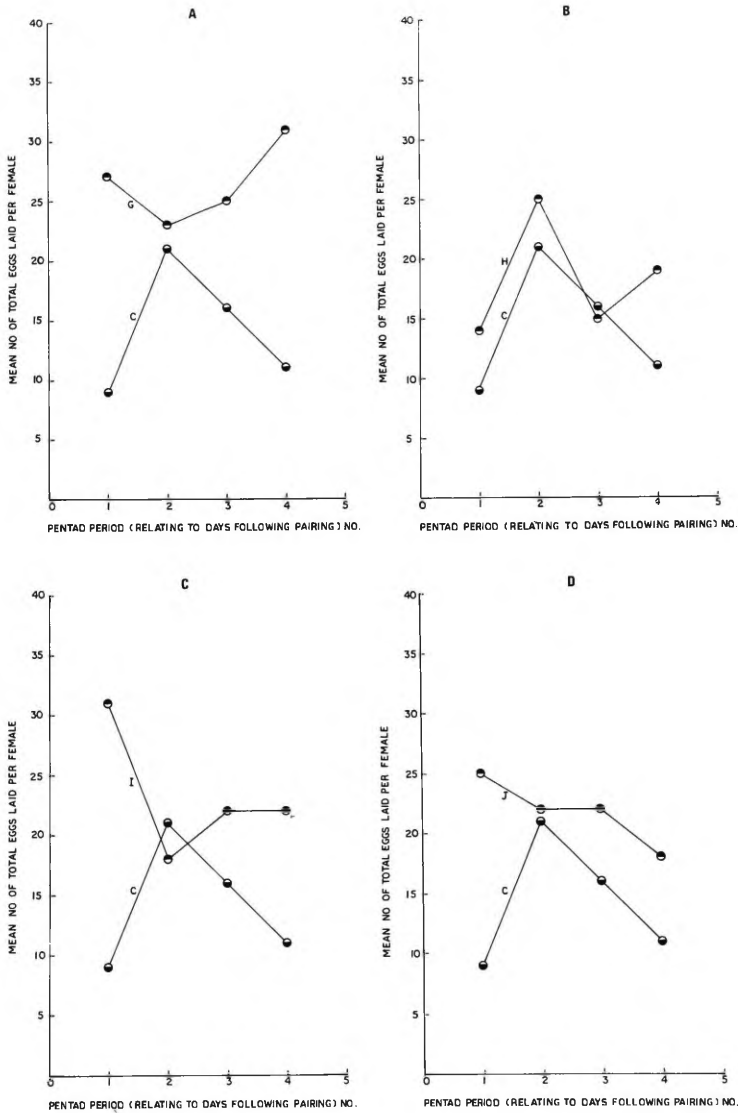 A
MEAN NO OF TOTAL EGGS LAID PER FEMALE
40
35
30
25
20
15
10
5
G
C
0 1 2 3 4 5
PENTAD PERIOD (RELATING TO DAYS FOLLOWING PAIRING) NO.
B
MEAN NO OF TOTAL EGGS LAID PER FEMALE
40
35
30
25
20
15
10
5
H
C
0 1 2 3 4 5
PENTAD PERIOD (RELATING TO DAYS FOLLOWING PAIRING) NO.
C
MEAN NO OF TOTAL EGGS LAID PER FEMALE
40
35
30
25
20
15
10
5
I
C
0 1 2 3 4 5
PENTAD PERIOD (RELATING TO DAYS FOLLOWING PAIRING) NO.
D
MEAN NO OF TOTAL EGGS LAID PER FEMALE
40
35
30
25
20
15
10
5
J
C
0 1 2 3 4 5
PENTAD PERIOD (RELATING TO DAYS FOLLOWING PAIRING) NO.